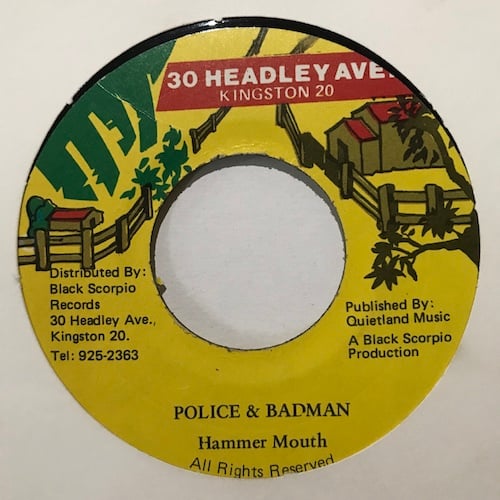 30 HEADLEY AVE.
KINGSTON 20
Distributed By:
Black Scorpio
Records
30 Headley Ave.,
Kingston 20.
Tel: 925-2363
Published By:
Quietland Music
A Black Scorpio
Production
POLICE & BADMAN
Hammer Mouth
All Rights Reserved